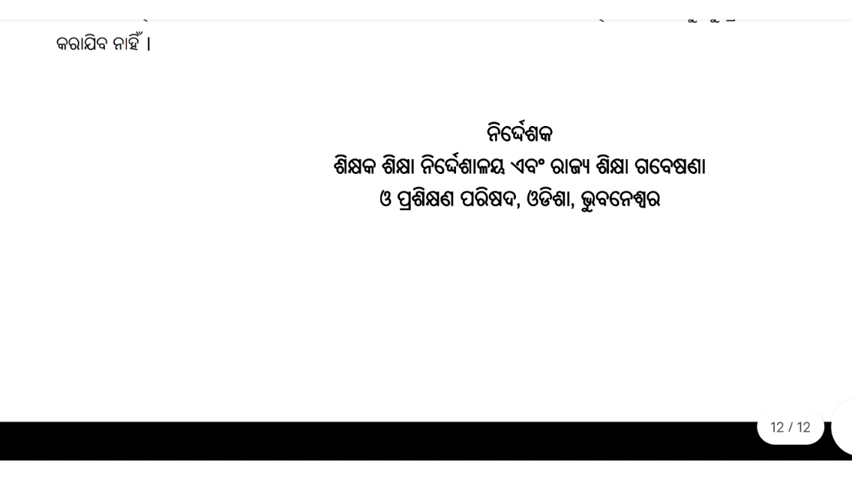 କରାଯିବ ନାହିଁ ।
ନିର୍ଦ୍ଦେଶକ
ଶିକ୍ଷକ ଶିକ୍ଷା ନିର୍ଦ୍ଦେଶାଳୟ ଏବଂ ରାଜ୍ୟ ଶିକ୍ଷା ଗବେଷଣା
ଓ ପ୍ରଶିକ୍ଷଣ ପରିଷଦ, ଓଡିଶା, ଭୁବନେଶ୍ୱର
12 / 12